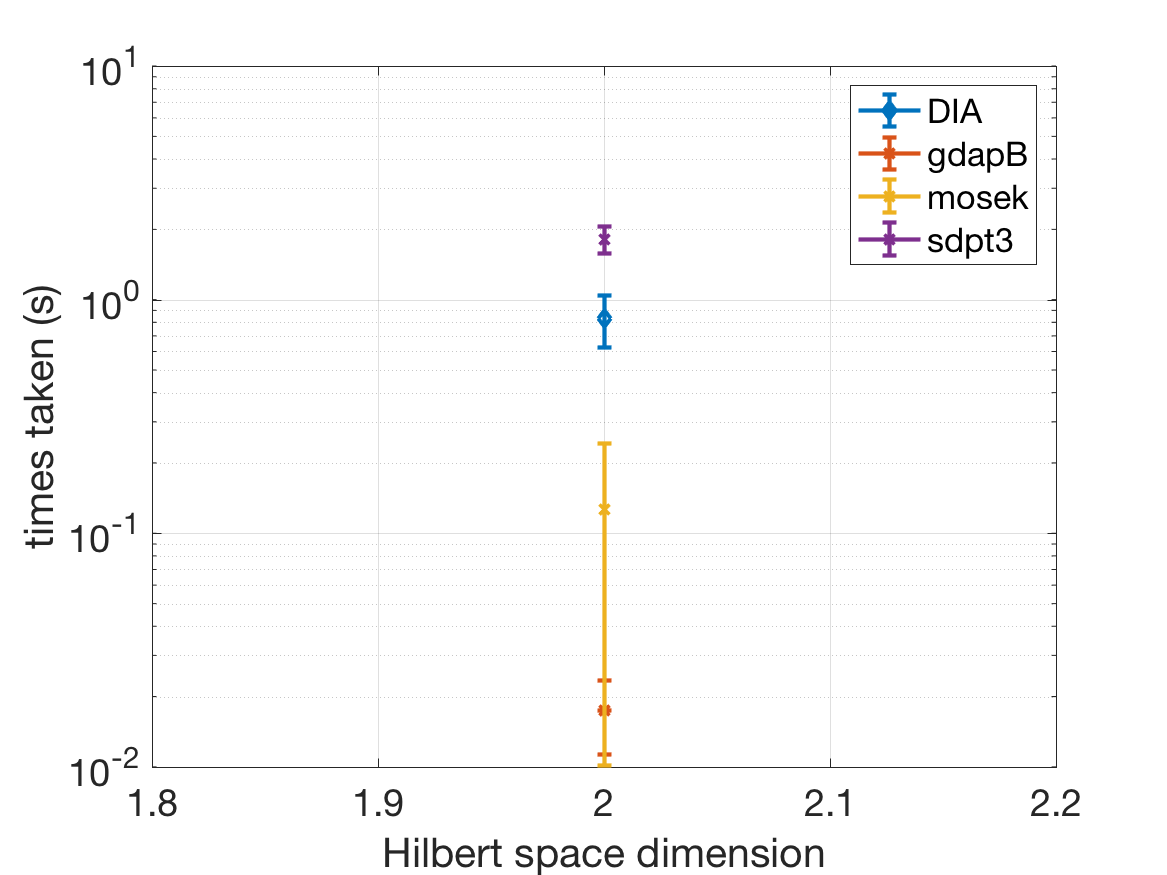 10^1
10^0
10^-1
10^-2
times taken (s)
DIA
gdapB
mosek
sdpt3
1.8 1.9 2 2.1 2.2
Hilbert space dimension